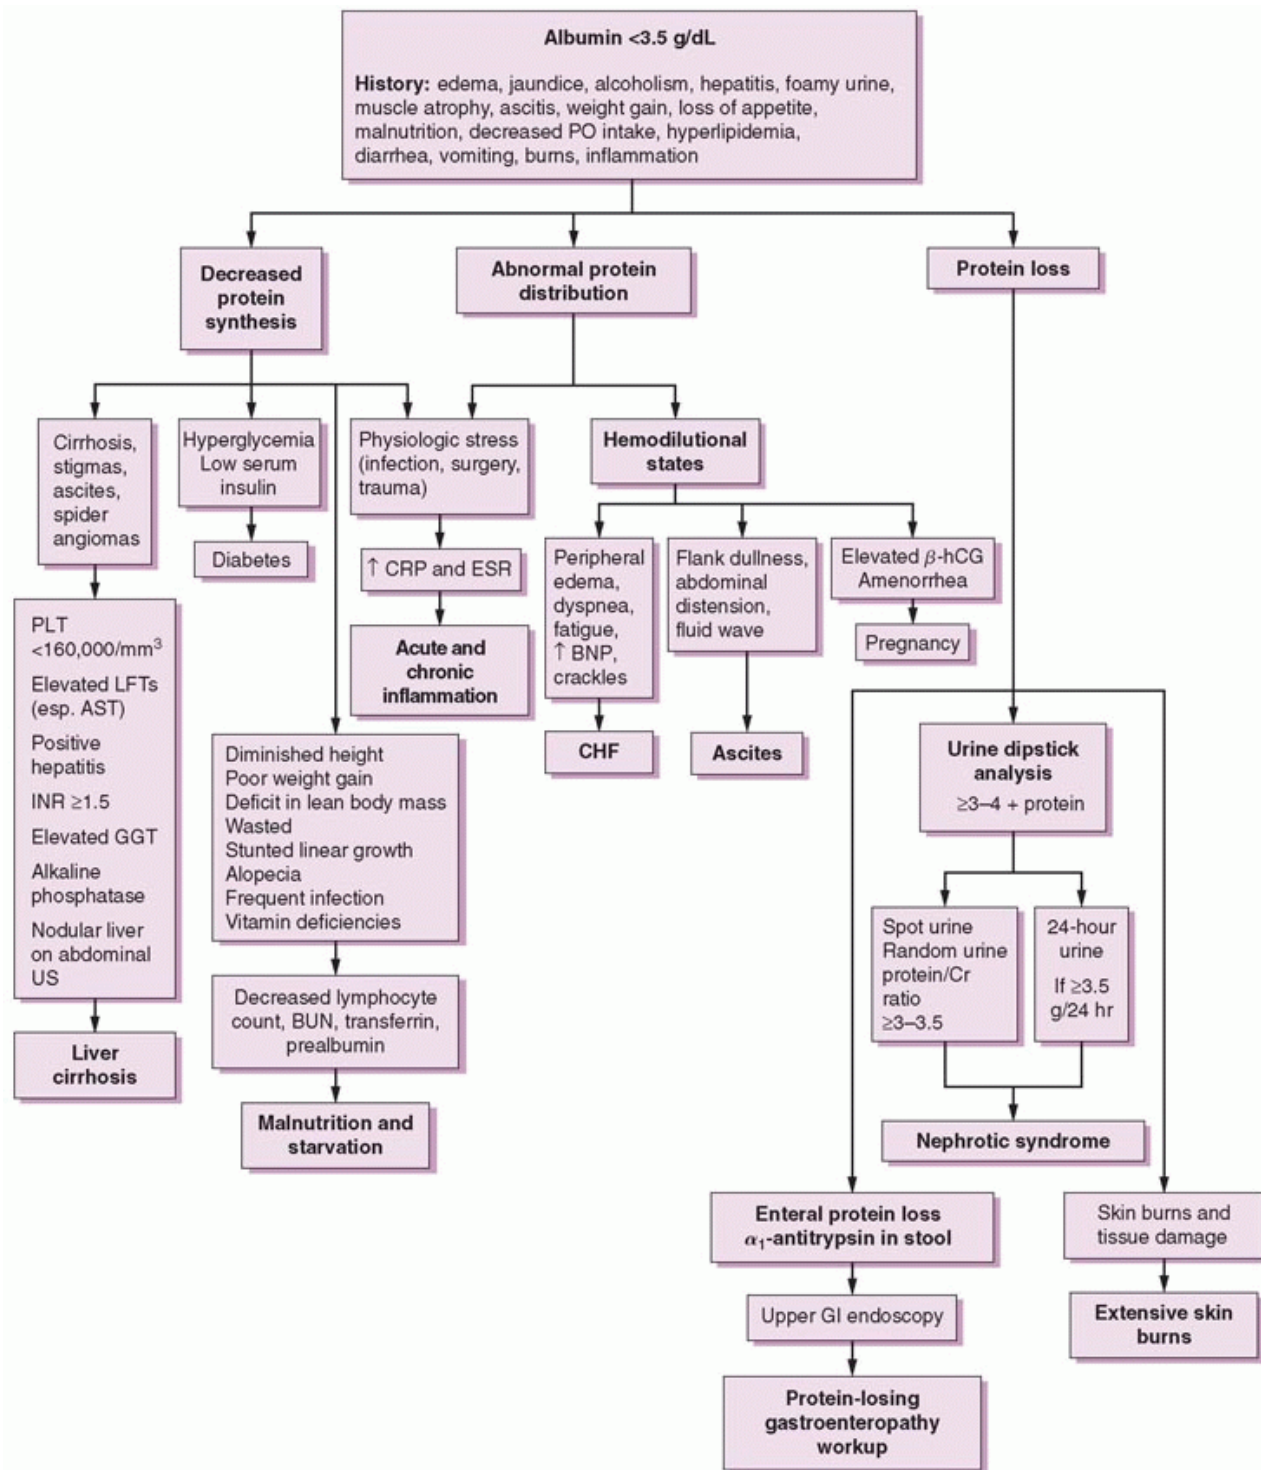 Albumin <3.5 g/dL
History: edema, jaundice, alcoholism, hepatitis, foamy urine,
muscle atrophy, ascitis, weight gain, loss of appetite,
malnutrition, decreased PO intake, hyperlipidemia,
diarrhea, vomiting, burns, inflammation
Decreased
protein
synthesis
Abnormal protein
distribution
Protein loss
Cirrhosis,
stigmas,
ascites,
spider
angiomas
Hyperglycemia
Low serum
insulin
Physiologic stress
(infection, surgery,
trauma)
Hemodilutional
states
Diabetes
↑ CRP and ESR
Peripheral
edema,
dyspnea,
fatigue,
↑ BNP,
crackles
Flank dullness,
abdominal
distension,
fluid wave
Elevated β-hCG
Amenorrhea
PLT
<160,000/mm³
Elevated LFTs
(esp. AST)
Positive
hepatitis
INR ≥1.5
Elevated GGT
Alkaline
phosphatase
Nodular liver
on abdominal
US
Acute and
chronic
inflammation
Pregnancy
CHF
Ascites
Diminished height
Poor weight gain
Deficit in lean body mass
Wasted
Stunted linear growth
Alopecia
Frequent infection
Vitamin deficiencies
Urine dipstick
analysis
≥3–4 + protein
Spot urine
Random urine
protein/Cr
ratio
≥3–3.5
24-hour
urine
If ≥3.5
g/24 hr
Decreased lymphocyte
count, BUN, transferrin,
prealbumin
Liver
cirrhosis
Malnutrition and
starvation
Nephrotic syndrome
Enteral protein loss
α₁-antitrypsin in stool
Skin burns and
tissue damage
Upper GI endoscopy
Extensive skin
burns
Protein-losing
gastroenteropathy
workup